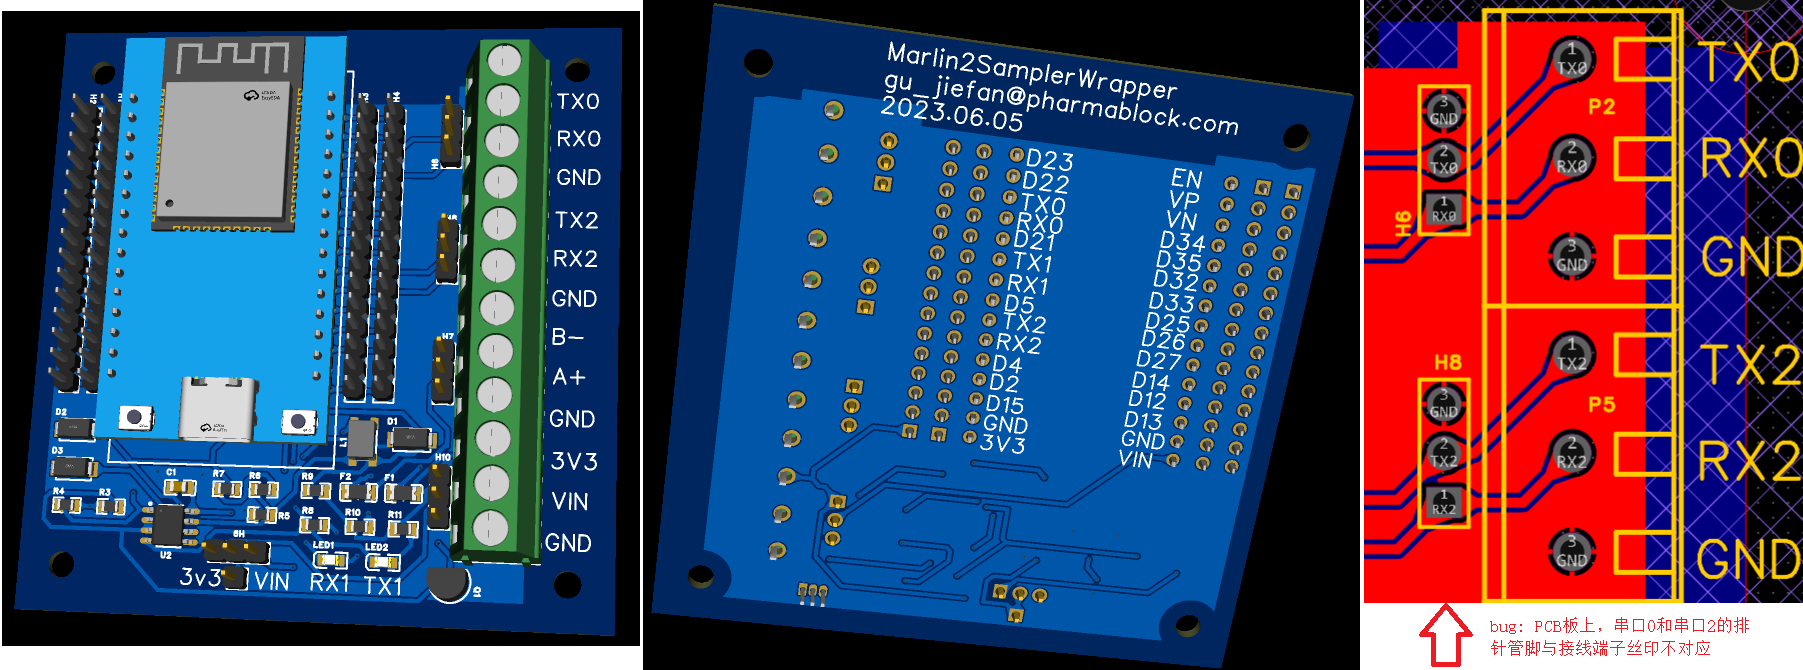 TX0
RX0
GND
TX2
RX2
GND
B-
A+
GND
3V3
VIN
GND
H3
H4
H8
H7
H10
D2
D3
D1
L1
C1
R7
R6
R9
F2
F1
R4
R3
R5
R8
R10
R11
U2
LED1
LED2
Q1
3v3
VIN
RX1
TX1
Marlin2SamplerWrapper
gu_jiefan@pharmablock.com
2023.06.05
D23
D22
TX0
RX0
D21
TX1
RX1
D5
TX2
RX2
D4
D2
D15
GND
3V3
EN
VP
VN
D34
D35
D32
D33
D25
D26
D27
D14
D12
D13
GND
VIN
3
GND
2
TX0
1
RX0
H6
1
TX0
2
RX0
3
GND
P2
TX0
RX0
GND
H8
3
GND
2
TX2
1
RX2
1
TX2
2
RX2
3
GND
P5
TX2
RX2
GND
bug: PCB板上，串口0和串口2的排
针管脚与接线端子丝印不对应